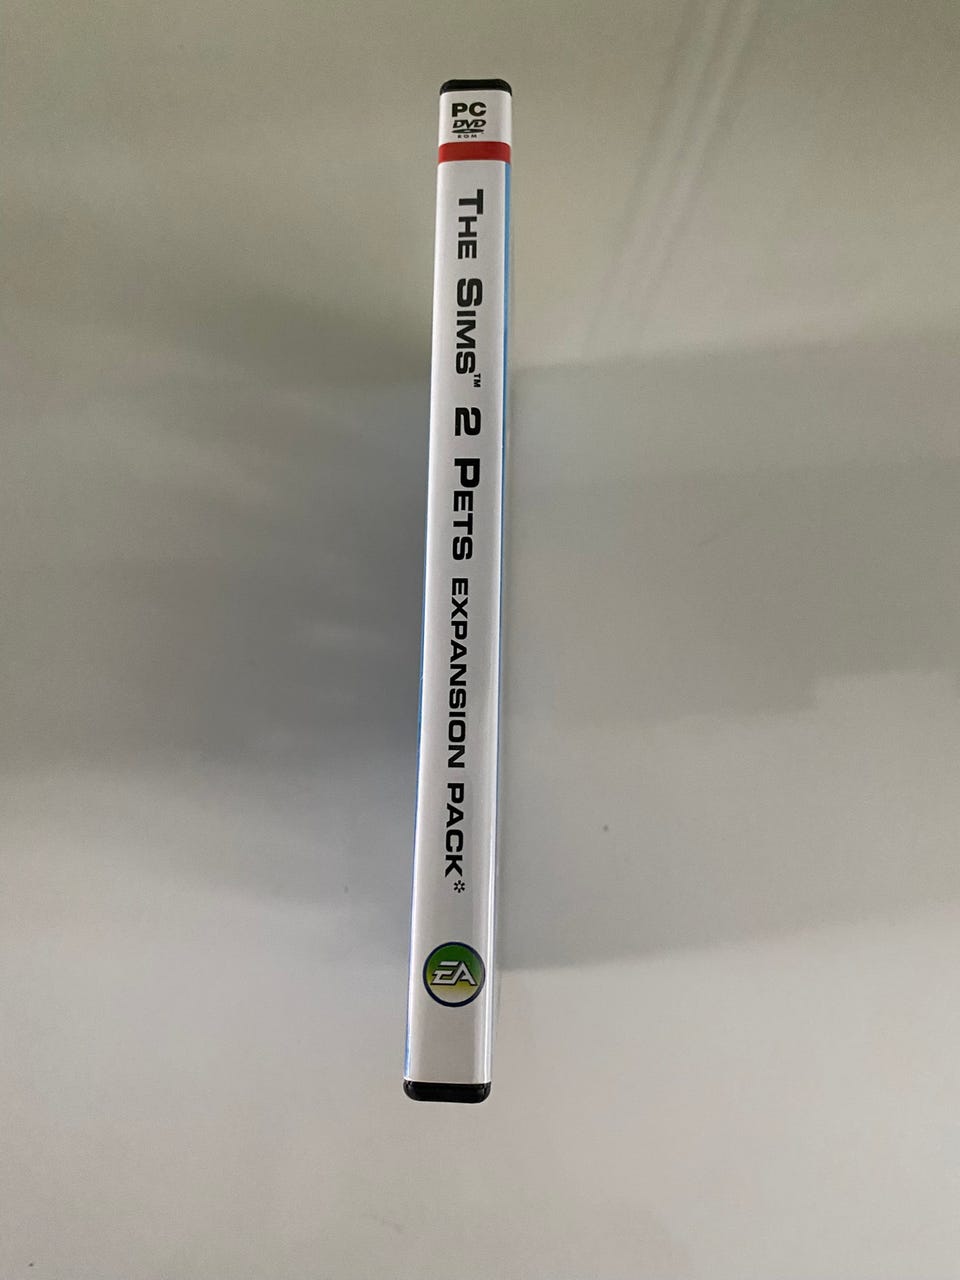 PC
DVD
ROM
THE SIMS™ 2 PETS EXPANSION PACK*
EA